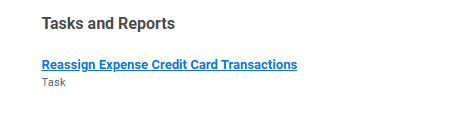 Tasks and Reports
Reassign Expense Credit Card Transactions
Task